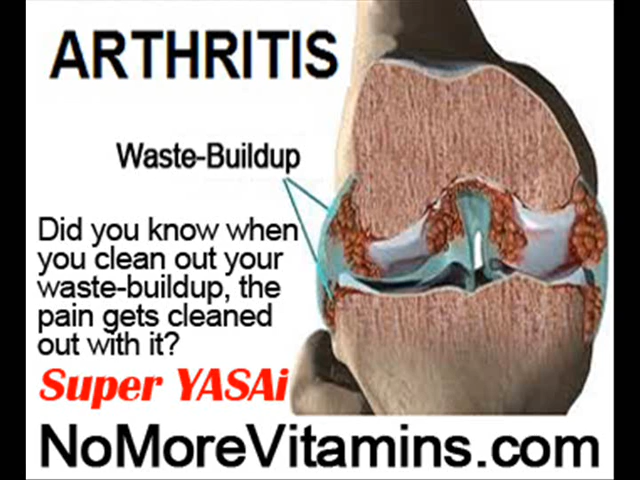 ARTHRITIS
Waste-Buildup
Did you know when
you clean out your
waste-buildup, the
pain gets cleaned
out with it?
Super YASAi
NoMoreVitamins.com